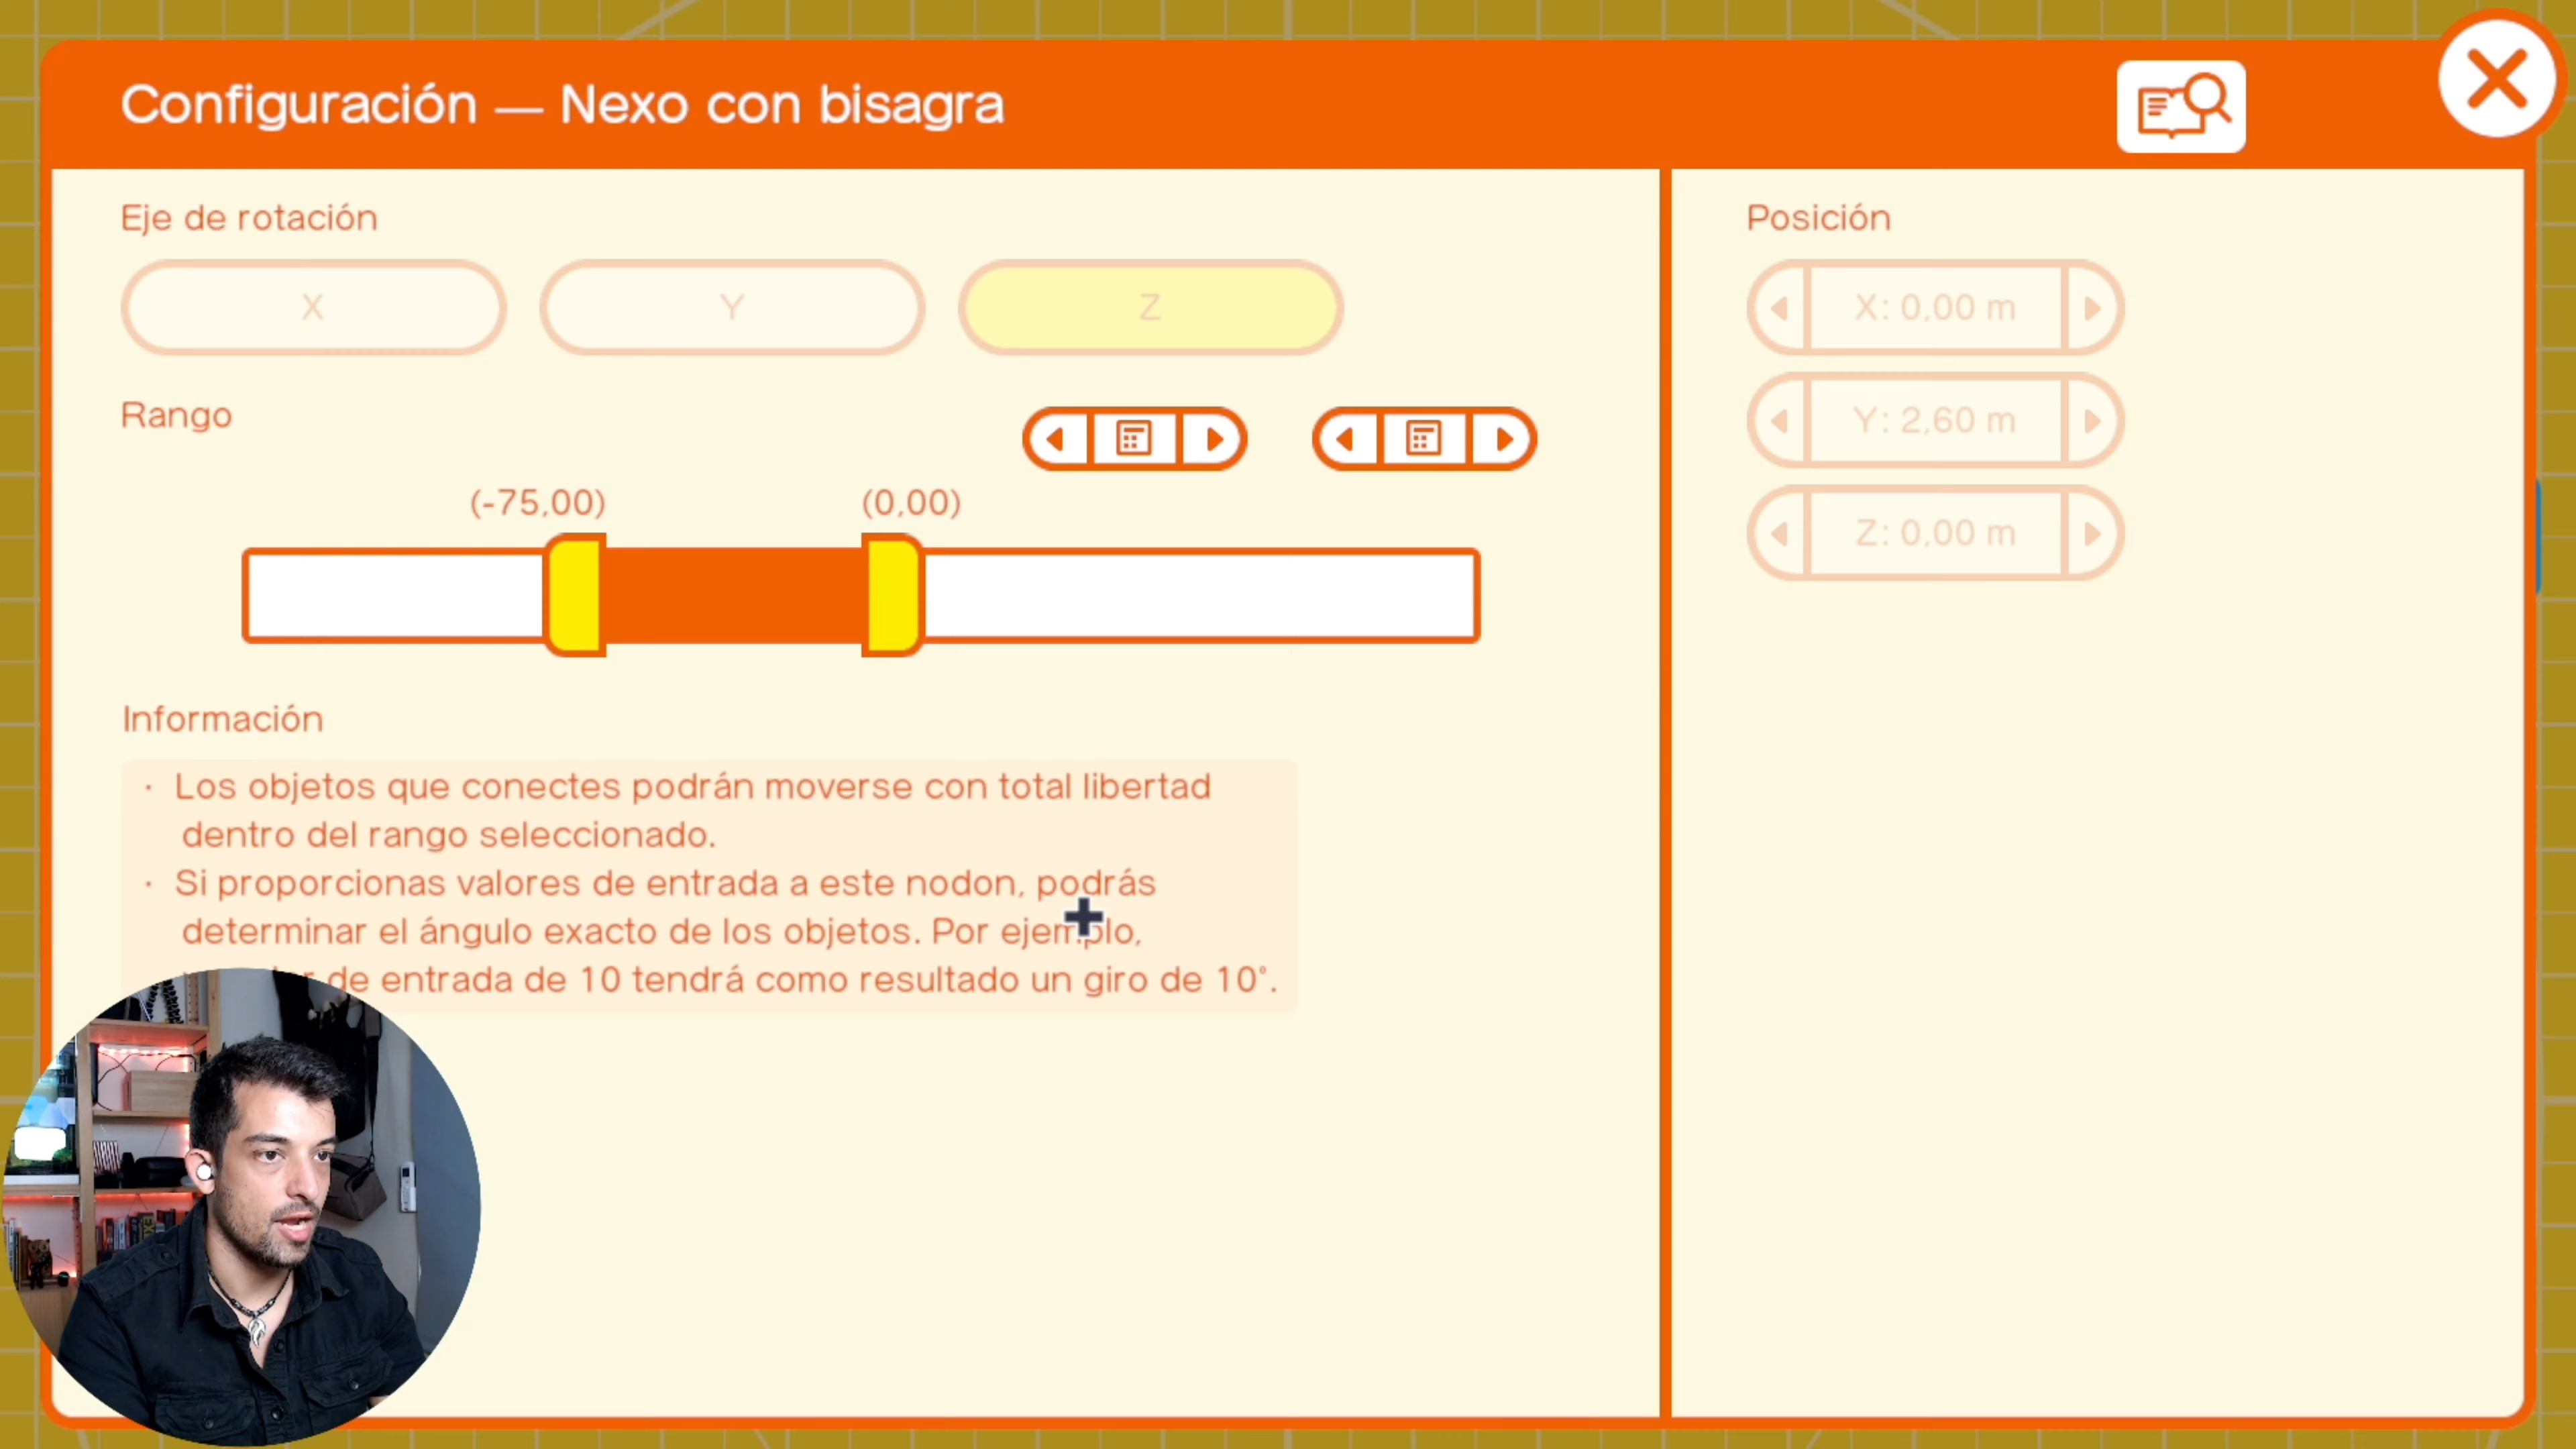 Configuración — Nexo con bisagra
Eje de rotación
X
Y
Z
Rango
(-75,00)
(0,00)
Información
· Los objetos que conectes podrán moverse con total libertad
dentro del rango seleccionado.
· Si proporcionas valores de entrada a este nodon, podrás
determinar el ángulo exacto de los objetos. Por ejemplo,
de entrada de 10 tendrá como resultado un giro de 10°.
Posición
X: 0,00 m
Y: 2,60 m
Z: 0,00 m